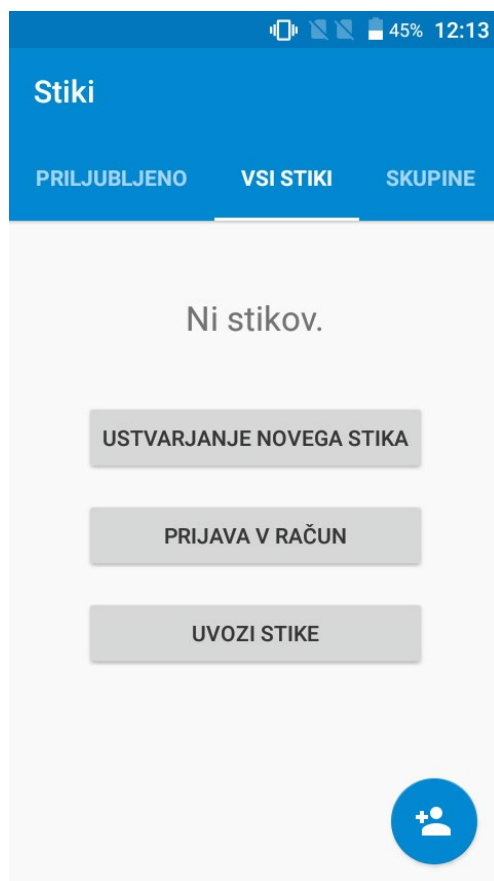 45% 12:13
Stiki
PRILJUBLJENO VSI STIKI SKUPINE
Ni stikov.
USTVARJANJE NOVEGA STIKA
PRIJAVA V RAČUN
UVOZI STIKE